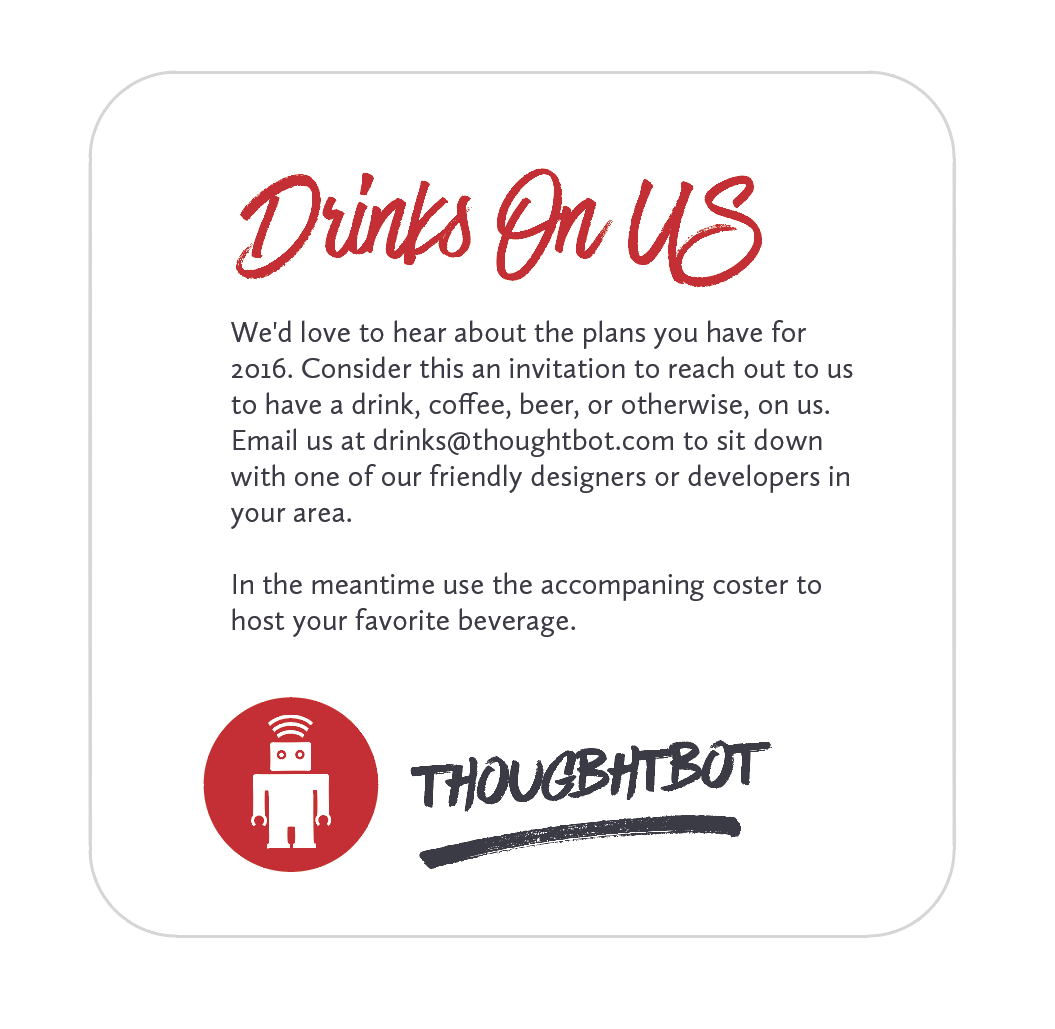 Drinks On US
We'd love to hear about the plans you have for
2016. Consider this an invitation to reach out to us
to have a drink, coffee, beer, or otherwise, on us.
Email us at drinks@thoughtbot.com to sit down
with one of our friendly designers or developers in
your area.
In the meantime use the accompaning coster to
host your favorite beverage.
THOUGBHTBOT